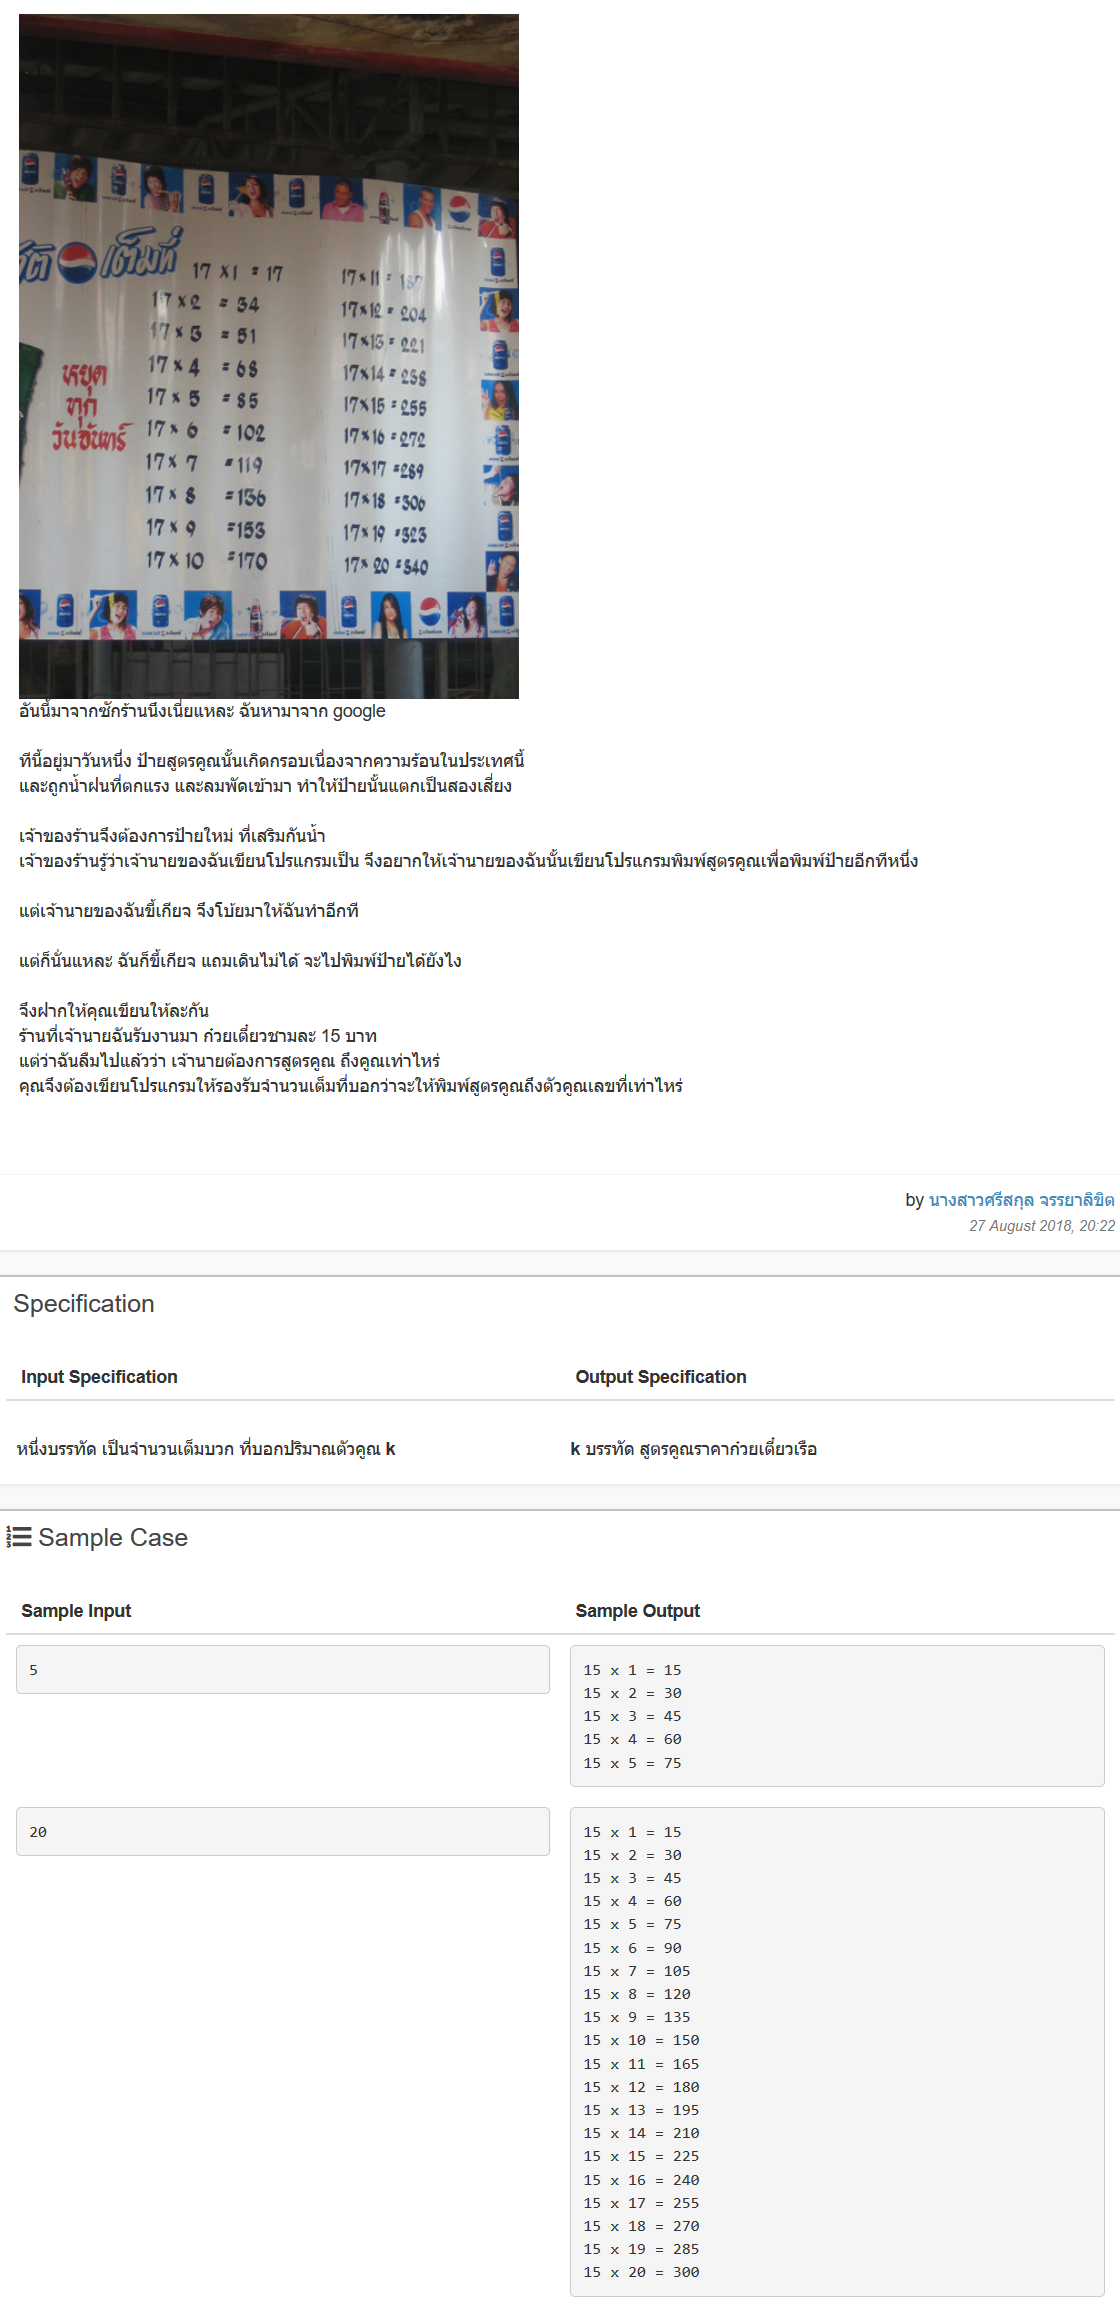 เต็มที่
หยุด
ทุก
วันจันทร์
17 x 1 = 17
17 x 2 = 34
17 x 3 = 51
17 x 4 = 68
17 x 5 = 85
17 x 6 = 102
17 x 7 = 119
17 x 8 = 136
17 x 9 = 153
17 x 10 = 170
17 x 11 = 187
17 x 12 = 204
17 x 13 = 221
17 x 14 = 238
17 x 15 = 255
17 x 16 = 272
17 x 17 = 289
17 x 18 = 306
17 x 19 = 323
17 x 20 = 340
อันนี้มาจากซักร้านนึงเนี่ยแหละ ฉันหามาจาก google
ทีนี้อยู่มาวันหนึ่ง ป้ายสูตรคูณนั้นเกิดกรอบเนื่องจากความร้อนในประเทศนี้
และถูกน้ำฝนที่ตกแรง และลมพัดเข้ามา ทำให้ป้ายนั้นแตกเป็นสองเสี่ยง
เจ้าของร้านจึงต้องการป้ายใหม่ ที่เสริมกันน้ำ
เจ้าของร้านรู้ว่าเจ้านายของฉันเขียนโปรแกรมเป็น จึงอยากให้เจ้านายของฉันนั้นเขียนโปรแกรมพิมพ์สูตรคูณเพื่อพิมพ์ป้ายอีกทีหนึ่ง
แต่เจ้านายของฉันขี้เกียจ จึงโบ้ยมาให้ฉันทำอีกที
แต่ก็นั่นแหละ ฉันก็ขี้เกียจ แถมเดินไม่ได้ จะไปพิมพ์ป้ายได้ยังไง
จึงฝากให้คุณเขียนให้ละกัน
ร้านที่เจ้านายฉันรับงานมา ก๋วยเตี๋ยวชามละ 15 บาท
แต่ว่าฉันลืมไปแล้วว่า เจ้านายต้องการสูตรคูณ ถึงคูณเท่าไหร่
คุณจึงต้องเขียนโปรแกรมให้รองรับจำนวนเต็มที่บอกว่าจะให้พิมพ์สูตรคูณถึงตัวคูณเลขที่เท่าไหร่
by นางสาวศรีสกุล จรรยาลิขิต
27 August 2018, 20:22
Specification
Input Specification
Output Specification
หนึ่งบรรทัด เป็นจำนวนเต็มบวก ที่บอกปริมาณตัวคูณ k
k บรรทัด สูตรคูณราคาก๋วยเตี๋ยวเรือ
Sample Case
Sample Input
Sample Output
5
15 x 1 = 15
15 x 2 = 30
15 x 3 = 45
15 x 4 = 60
15 x 5 = 75
20
15 x 1 = 15
15 x 2 = 30
15 x 3 = 45
15 x 4 = 60
15 x 5 = 75
15 x 6 = 90
15 x 7 = 105
15 x 8 = 120
15 x 9 = 135
15 x 10 = 150
15 x 11 = 165
15 x 12 = 180
15 x 13 = 195
15 x 14 = 210
15 x 15 = 225
15 x 16 = 240
15 x 17 = 255
15 x 18 = 270
15 x 19 = 285
15 x 20 = 300